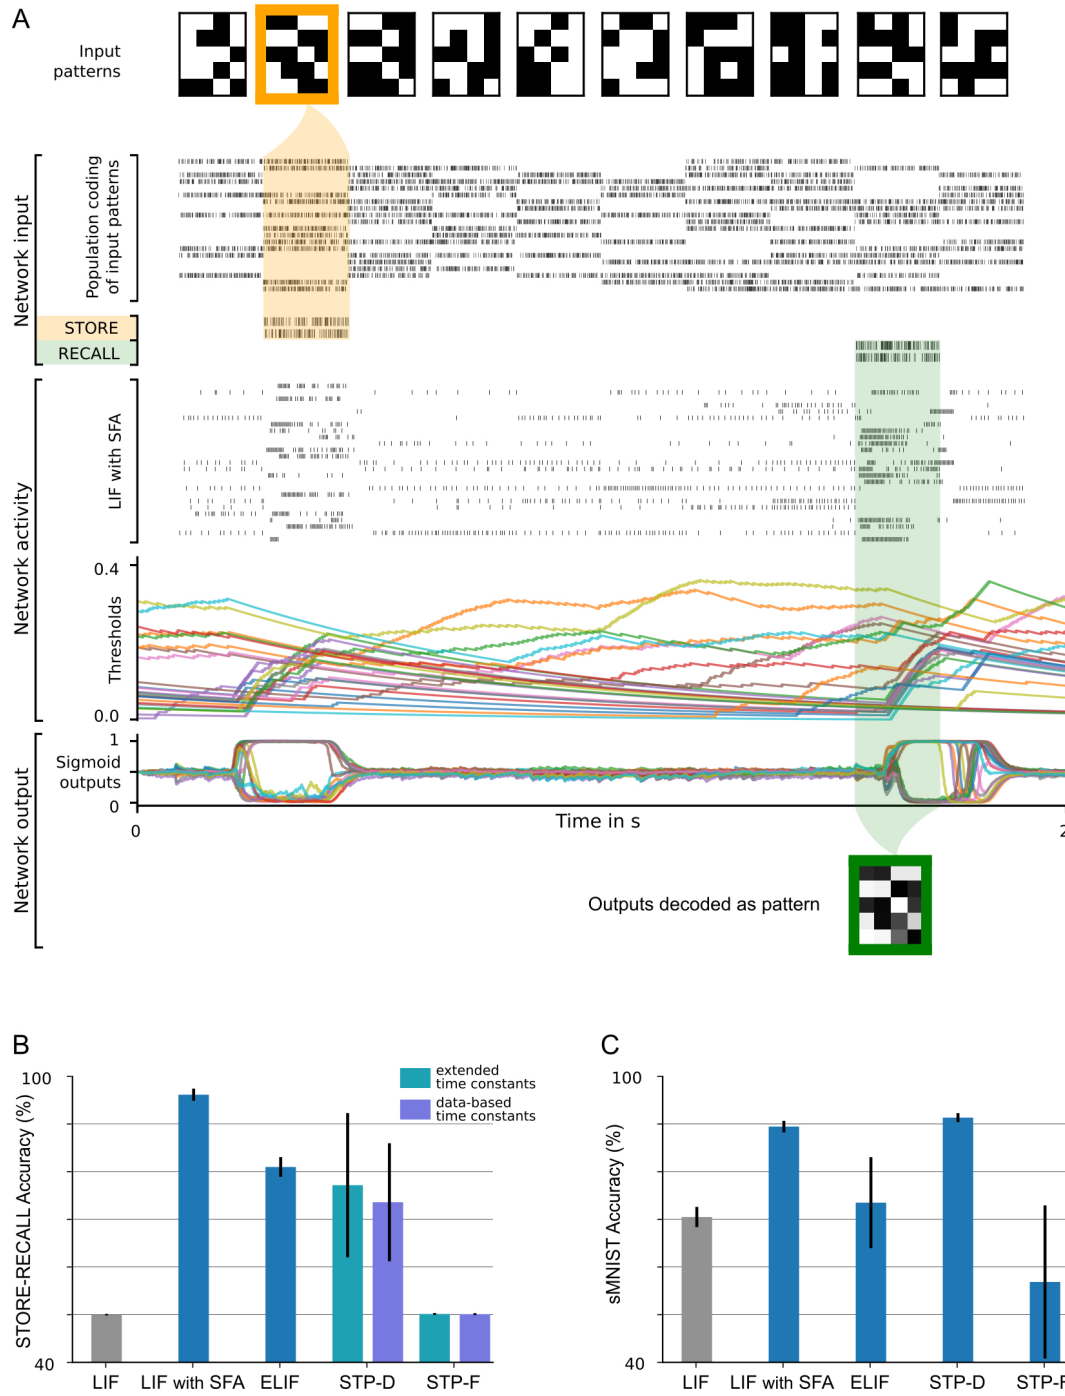 A
Input
patterns
Network input
Population coding
of input patterns
STORE
RECALL
Network activity
LIF with SFA
0.4
Thresholds
0.0
Network output
1
Sigmoid
outputs
0
0
Time in s
2
Outputs decoded as pattern
B
100
STORE-RECALL Accuracy (%)
40
extended
time constants
data-based
time constants
LIF
LIF with SFA
ELIF
STP-D
STP-F
C
100
sMNIST Accuracy (%)
40
LIF
LIF with SFA
ELIF
STP-D
STP-F